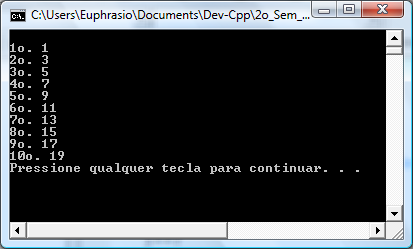 C:\Users\Euphrasio\Documents\Dev-Cpp\2o_Sem_...
1o. 1
2o. 3
3o. 5
4o. 7
5o. 9
6o. 11
7o. 13
8o. 15
9o. 17
10o. 19
Pressione qualquer tecla para continuar. . .